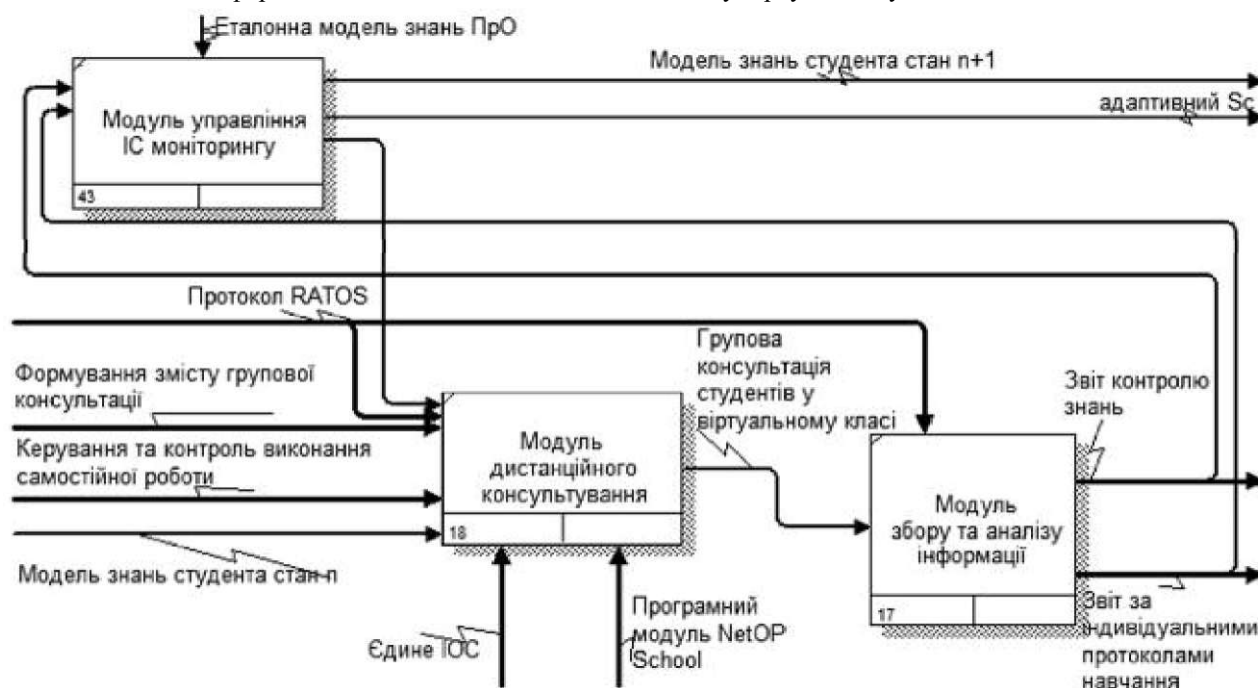 Еталонна модель знань ПрО
Модель знань студента стан n+1
адаптивний Sc
Модуль управління
ІС моніторингу
43
Протокол RATOS
Формування змісту групової
консультації
Керування та контроль виконання
самостійної роботи
Модель знань студента стан n
Модуль
дистанційного
консультування
18
Єдине ІОС
Програмний
модуль NetOP
School
Групова
консультація
студентів у
віртуальному класі
Модуль
збору та аналізу
інформації
17
Звіт контролю
знань
Звіт за
індивідуальними
протоколами
навчання